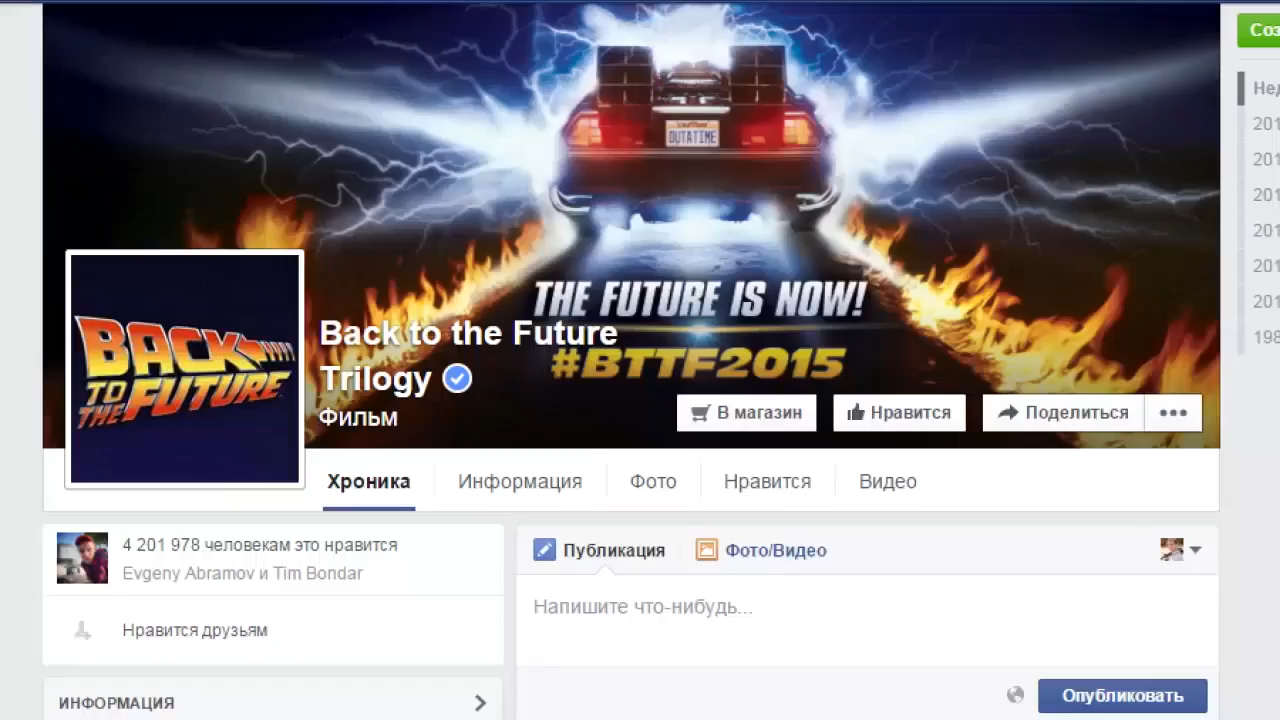 OUTATIME
THE FUTURE IS NOW!
#BTTF2015
BACK
TO
THE FUTURE
Back to the Future
Trilogy
Фильм
В магазин
Нравится
Поделиться
Хроника
Информация
Фото
Нравится
Видео
4 201 978 человекам это нравится
Evgeny Abramov и Tim Bondar
Нравится друзьям
ИНФОРМАЦИЯ
Публикация
Фото/Видео
Напишите что-нибудь...
Опубликовать